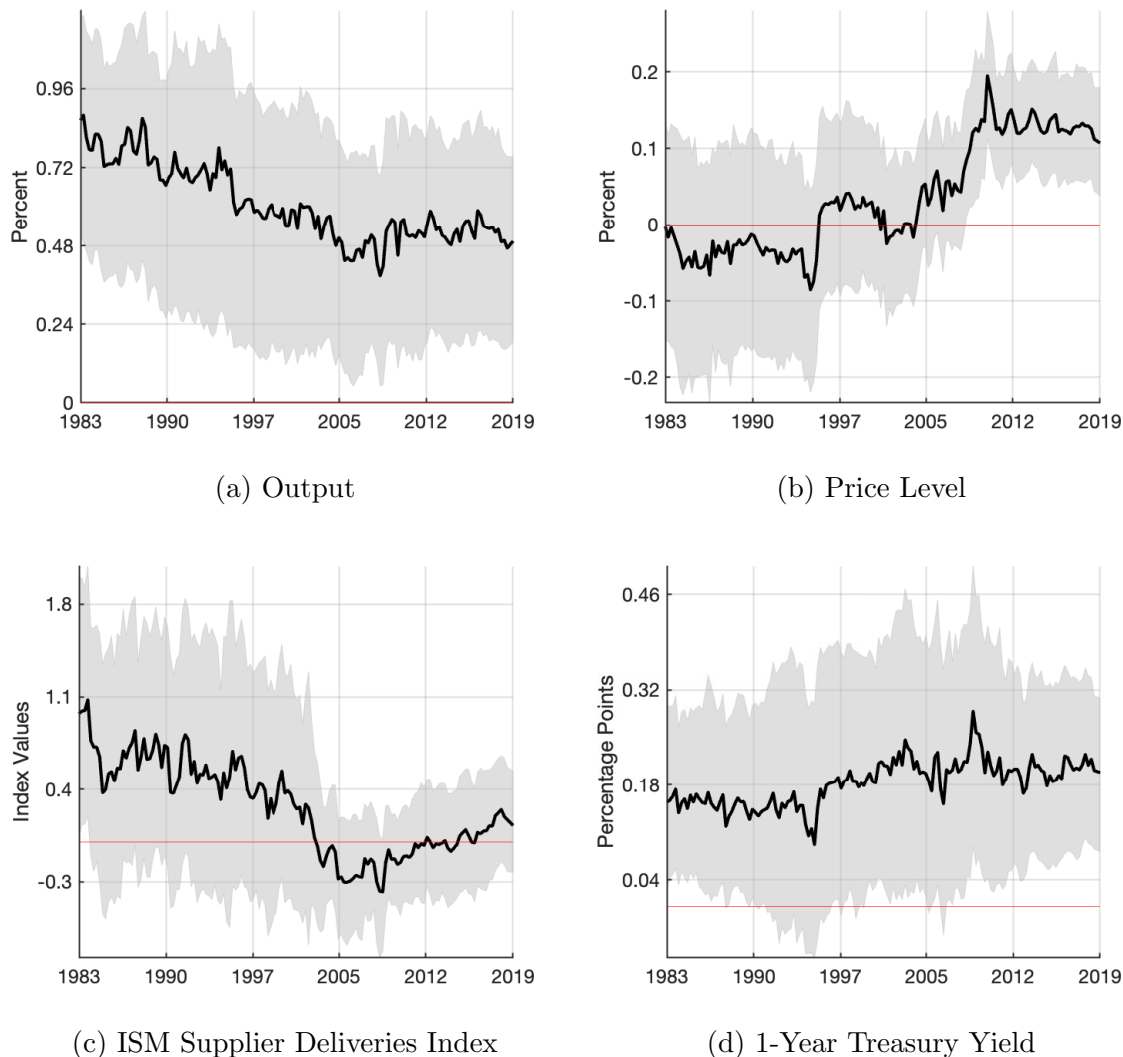 Percent
0.96
0.72
0.48
0.24
0
1983 1990 1997 2005 2012 2019
(a) Output
Percent
0.2
0.1
0
-0.1
-0.2
1983 1990 1997 2005 2012 2019
(b) Price Level
Index Values
1.8
1.1
0.4
-0.3
1983 1990 1997 2005 2012 2019
(c) ISM Supplier Deliveries Index
Percentage Points
0.46
0.32
0.18
0.04
1983 1990 1997 2005 2012 2019
(d) 1-Year Treasury Yield